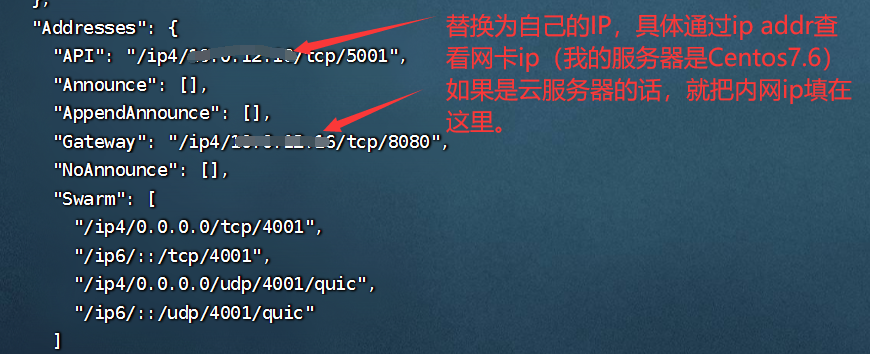 },
"Addresses": {
"API": "/ip4/ /tcp/5001",
"Announce": [],
"AppendAnnounce": [],
"Gateway": "/ip4/ /tcp/8080",
"NoAnnounce": [],
"Swarm": [
"/ip4/0.0.0.0/tcp/4001",
"/ip6/::/tcp/4001",
"/ip4/0.0.0.0/udp/4001/quic",
"/ip6/::/udp/4001/quic"
]
替换为自己的IP，具体通过ip addr查
看网卡ip（我的服务器是Centos7.6）
如果是云服务器的话，就把内网ip填在
这里。